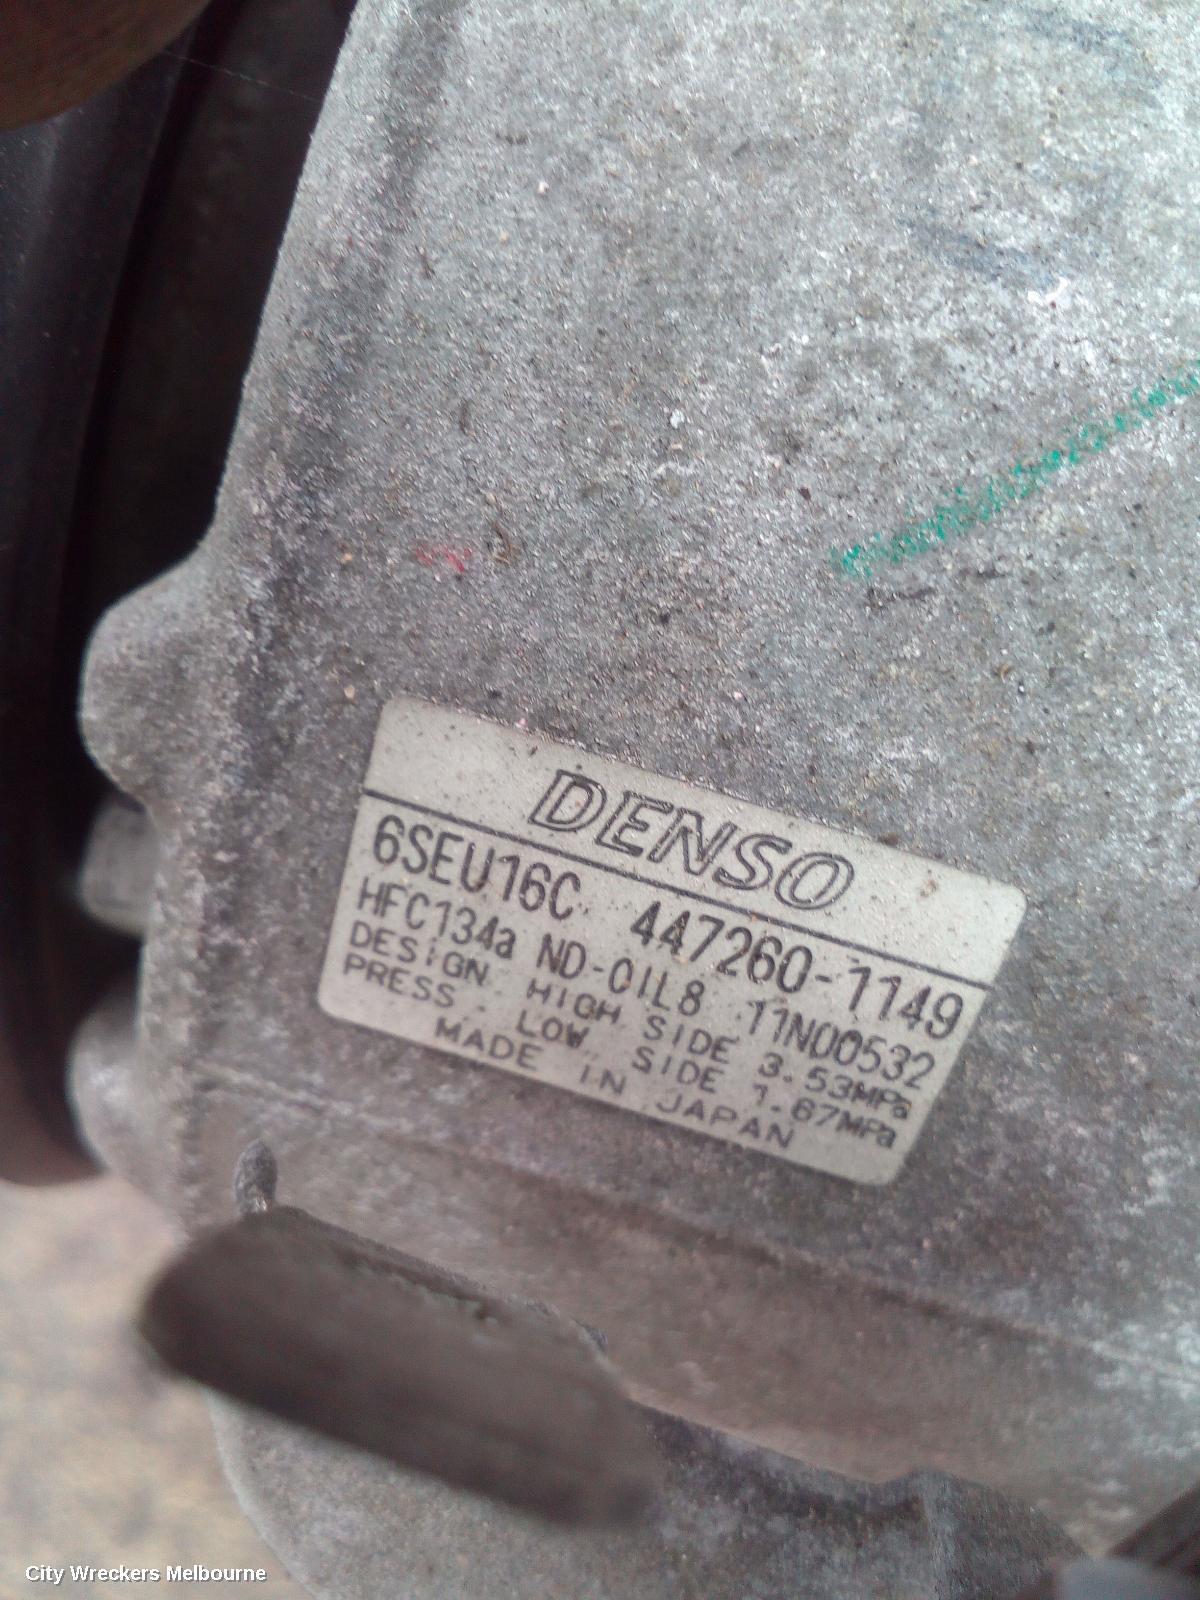 DENSO
6SEU16C 447260-1149
HFC134a ND-OIL8 11N00532
DESIGN HIGH SIDE 3.53MPa
PRESS. LOW SIDE 1.67MPa
MADE IN JAPAN
City Wreckers Melbourne